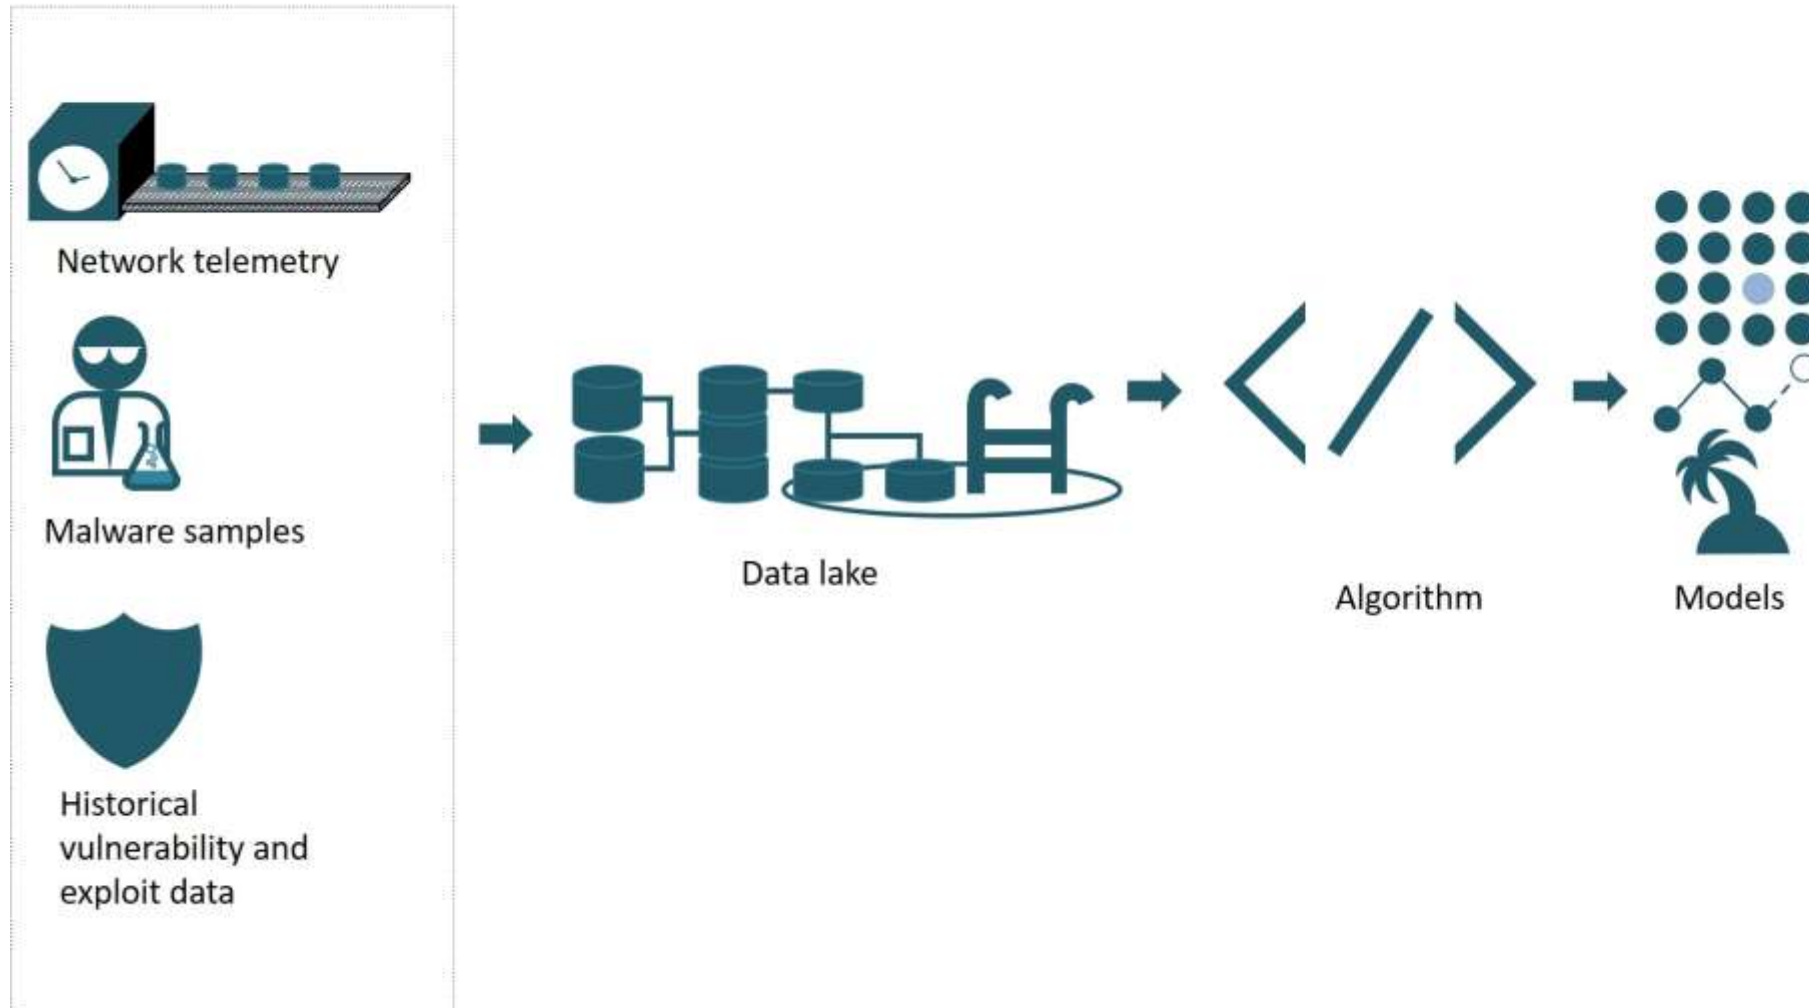 Network telemetry
Malware samples
Historical
vulnerability and
exploit data
Data lake
Algorithm
Models